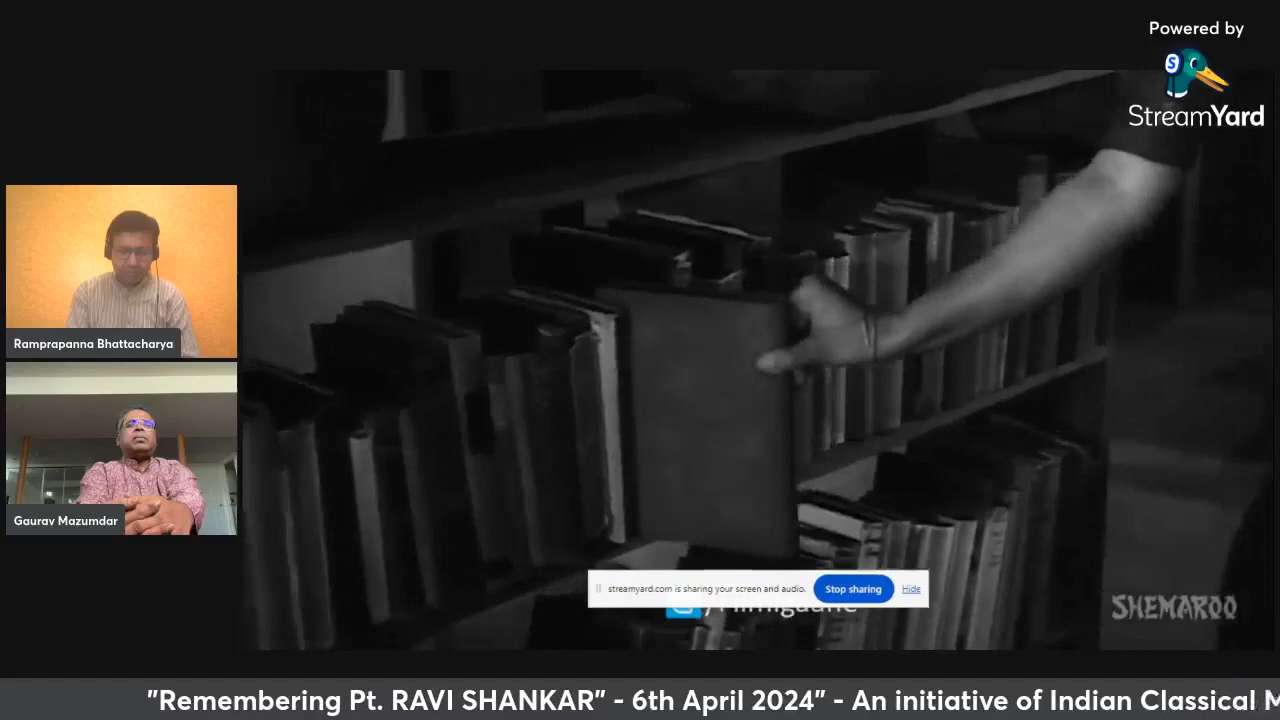 Powered by
StreamYard
Ramprapanna Bhattacharya
Gaurav Mazumdar
streamyard.com is sharing your screen and audio.
Stop sharing
Hide
SHEMAROO
"Remembering Pt. RAVI SHANKAR" - 6th April 2024" - An initiative of Indian Classical M